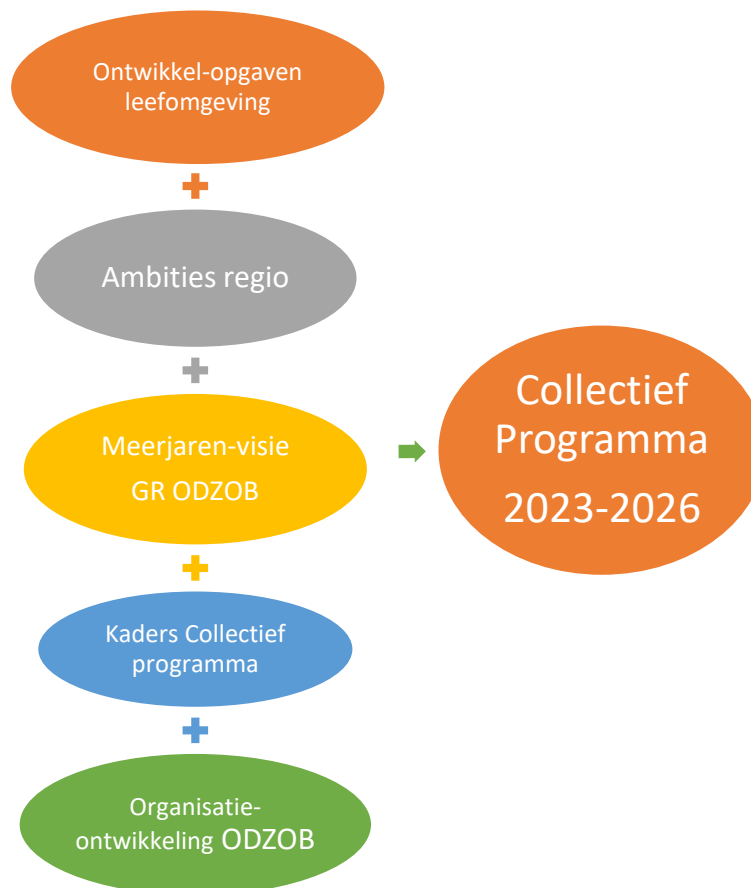 Ontwikkel-opgaven
leefomgeving
Ambities regio
Meerjaren-visie
GR ODZOB
Kaders Collectief
programma
Organisatie-
ontwikkeling ODZOB
Collectief
Programma
2023-2026